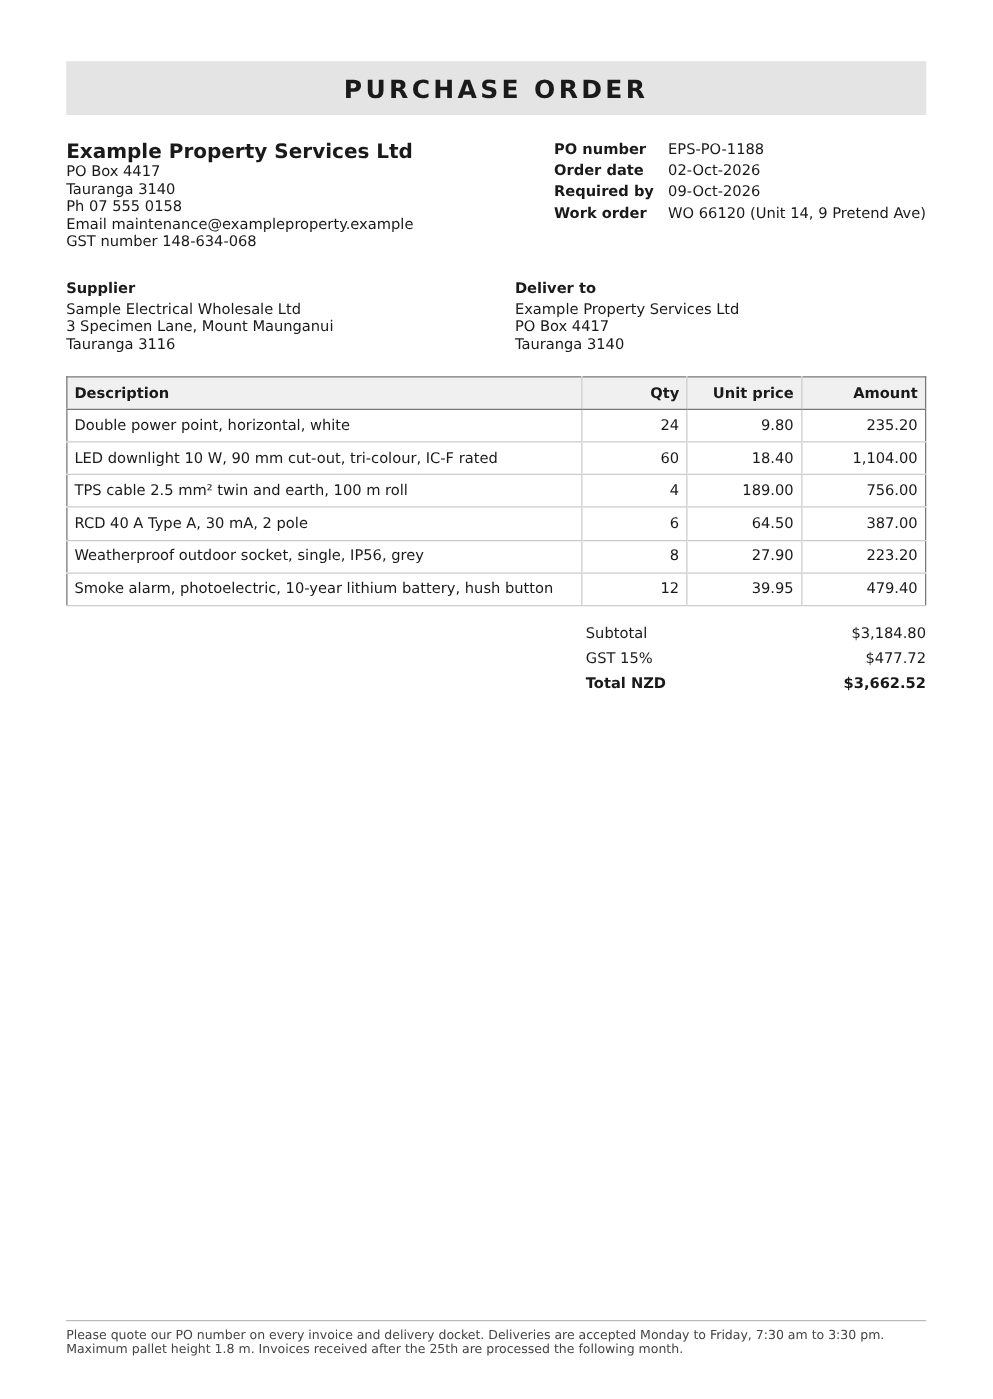 PURCHASE ORDER
Example Property Services Ltd
PO Box 4417
Tauranga 3140
Ph 07 555 0158
Email maintenance@exampleproperty.example
GST number 148-634-068
PO number EPS-PO-1188
Order date 02-Oct-2026
Required by 09-Oct-2026
Work order WO 66120 (Unit 14, 9 Pretend Ave)
Supplier
Sample Electrical Wholesale Ltd
3 Specimen Lane, Mount Maunganui
Tauranga 3116
Deliver to
Example Property Services Ltd
PO Box 4417
Tauranga 3140
Description Qty Unit price Amount
Double power point, horizontal, white 24 9.80 235.20
LED downlight 10 W, 90 mm cut-out, tri-colour, IC-F rated 60 18.40 1,104.00
TPS cable 2.5 mm² twin and earth, 100 m roll 4 189.00 756.00
RCD 40 A Type A, 30 mA, 2 pole 6 64.50 387.00
Weatherproof outdoor socket, single, IP56, grey 8 27.90 223.20
Smoke alarm, photoelectric, 10-year lithium battery, hush button 12 39.95 479.40
Subtotal $3,184.80
GST 15% $477.72
Total NZD $3,662.52
Please quote our PO number on every invoice and delivery docket. Deliveries are accepted Monday to Friday, 7:30 am to 3:30 pm.
Maximum pallet height 1.8 m. Invoices received after the 25th are processed the following month.